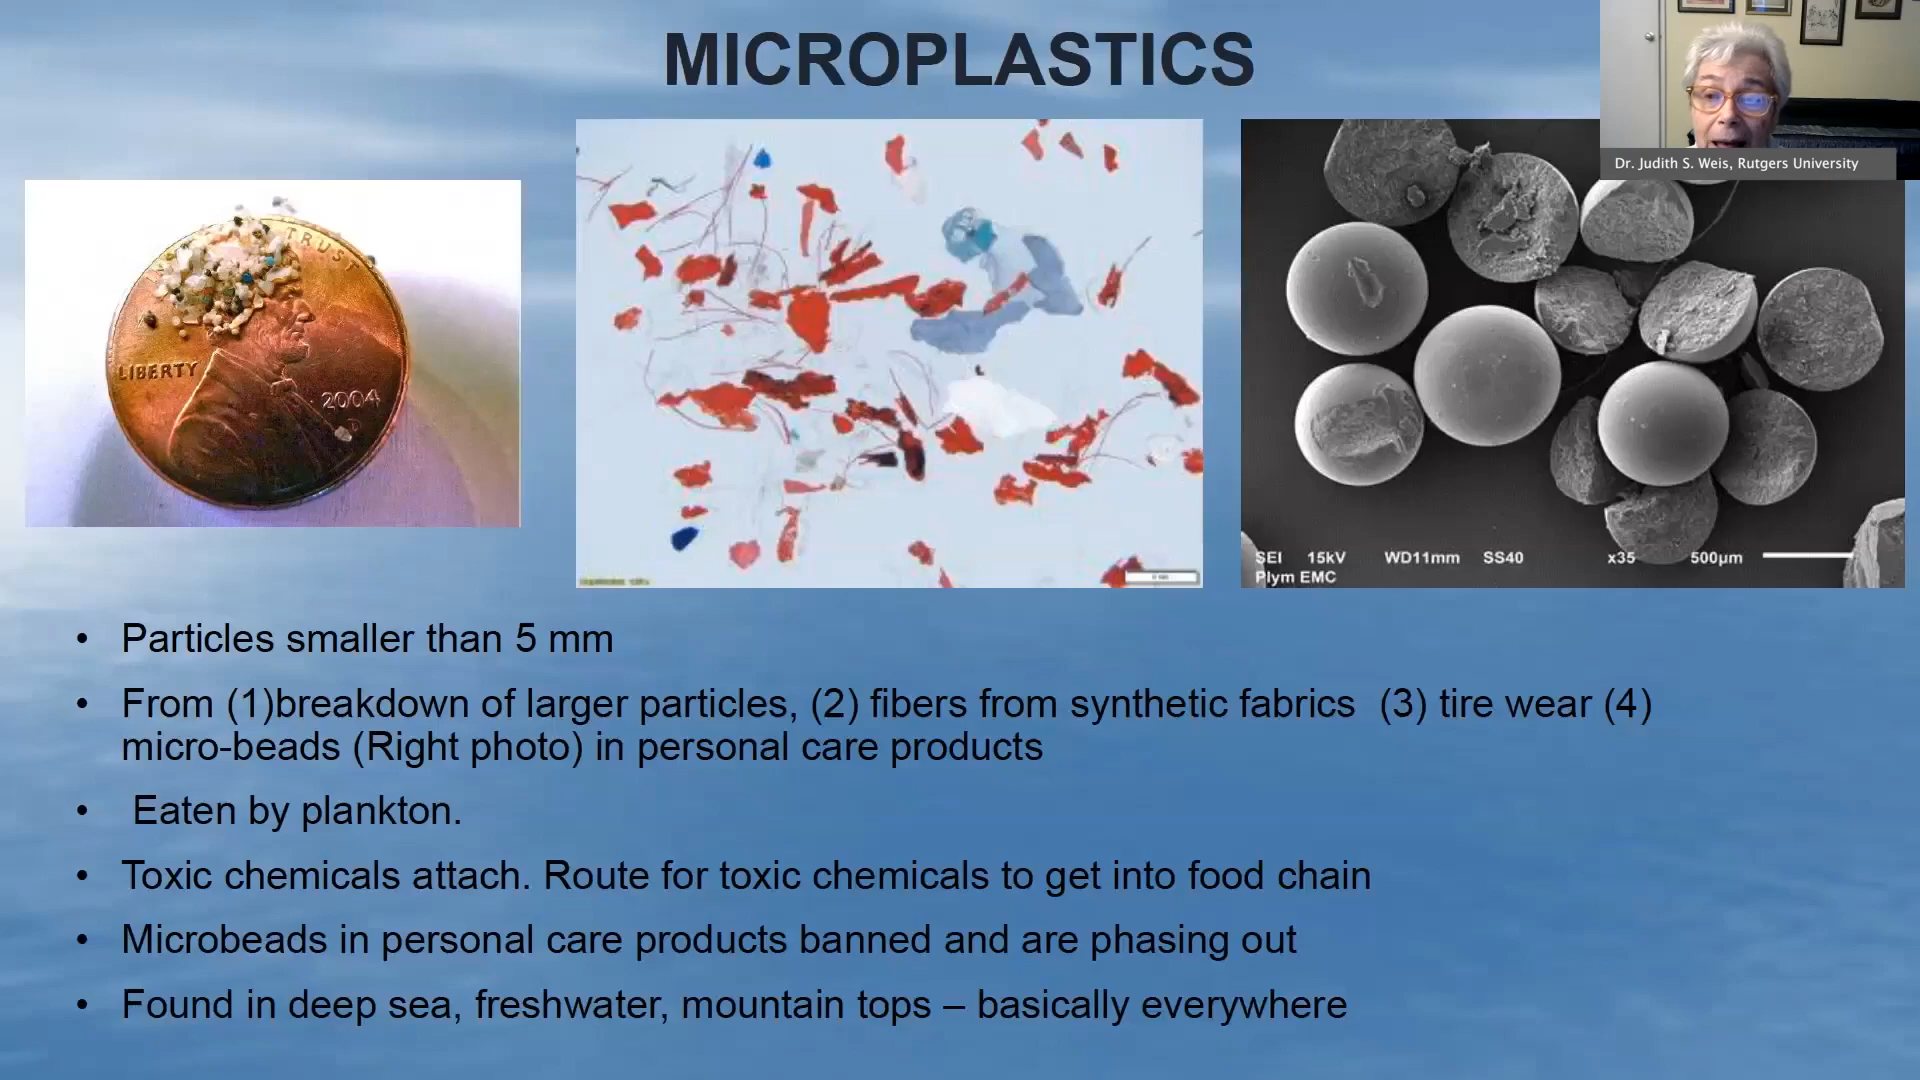 MICROPLASTICS
Dr. Judith S. Weis, Rutgers University
TRUST
LIBERTY
2004
SEI 15kV WD11mm SS40 x35 500µm
Plym EMC
• Particles smaller than 5 mm
• From (1)breakdown of larger particles, (2) fibers from synthetic fabrics (3) tire wear (4)
micro-beads (Right photo) in personal care products
• Eaten by plankton.
• Toxic chemicals attach. Route for toxic chemicals to get into food chain
• Microbeads in personal care products banned and are phasing out
• Found in deep sea, freshwater, mountain tops – basically everywhere